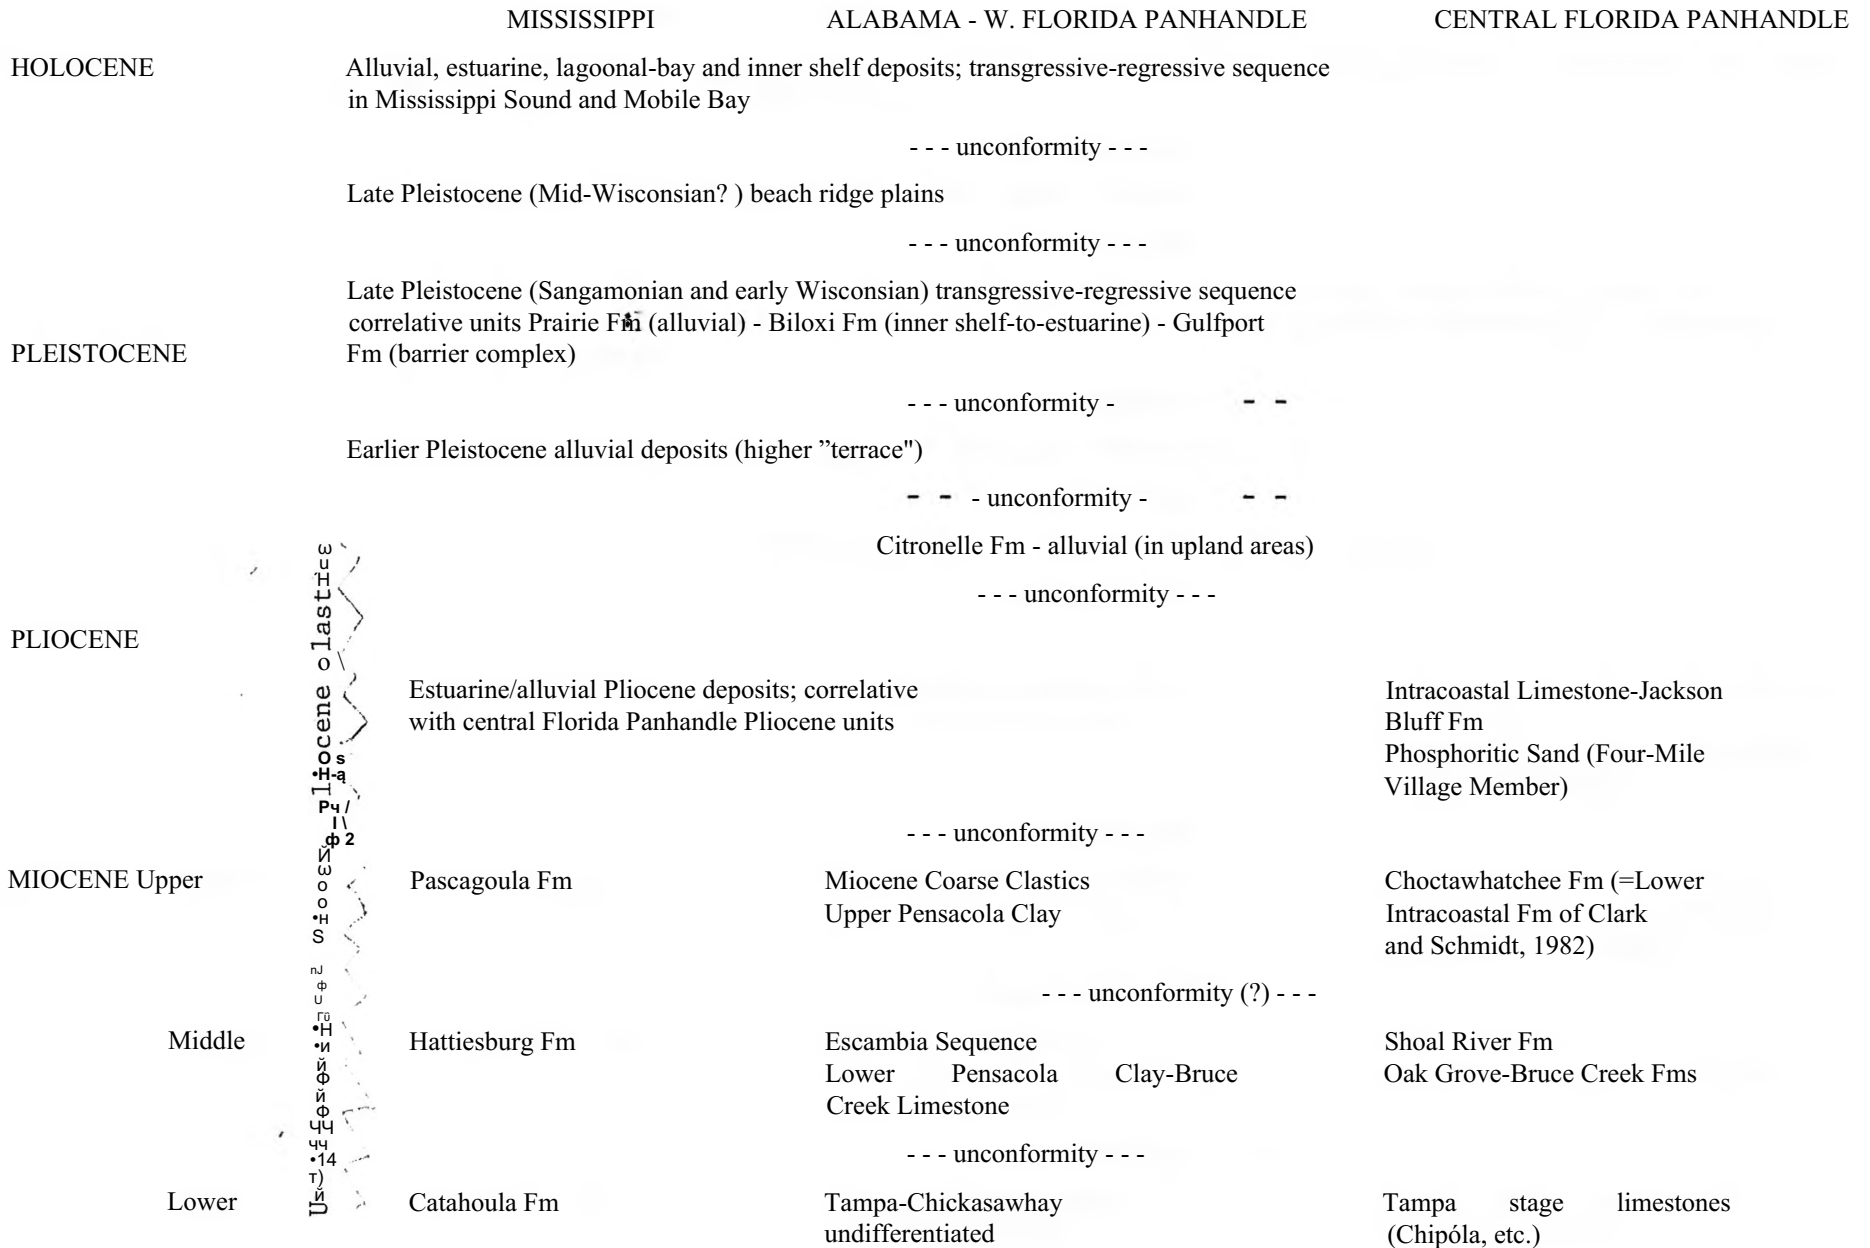 MISSISSIPPI ALABAMA - W. FLORIDA PANHANDLE CENTRAL FLORIDA PANHANDLE
HOLOCENE Alluvial, estuarine, lagoonal-bay and inner shelf deposits; transgressive-regressive sequence
in Mississippi Sound and Mobile Bay
- - - unconformity - - -
Late Pleistocene (Mid-Wisconsian? ) beach ridge plains
- - - unconformity - - -
Late Pleistocene (Sangamonian and early Wisconsian) transgressive-regressive sequence
correlative units Prairie Fm (alluvial) - Biloxi Fm (inner shelf-to-estuarine) - Gulfport
PLEISTOCENE Fm (barrier complex)
- - - unconformity - - -
Earlier Pleistocene alluvial deposits (higher ”terrace")
- - - unconformity - - -
Citronelle Fm - alluvial (in upland areas)
- - - unconformity - - -
PLIOCENE
Estuarine/alluvial Pliocene deposits; correlative Intracoastal Limestone-Jackson
with central Florida Panhandle Pliocene units Bluff Fm
Phosphoritic Sand (Four-Mile
Village Member)
- - - unconformity - - -
MIOCENE Upper Pascagoula Fm Miocene Coarse Clastics Choctawhatchee Fm (=Lower
Upper Pensacola Clay Intracoastal Fm of Clark
and Schmidt, 1982)
- - - unconformity (?) - - -
Middle Hattiesburg Fm Escambia Sequence Shoal River Fm
Lower Pensacola Clay-Bruce Oak Grove-Bruce Creek Fms
Creek Limestone
- - - unconformity - - -
Lower Catahoula Fm Tampa-Chickasawhay Tampa stage limestones
undifferentiated (Chipóla, etc.)